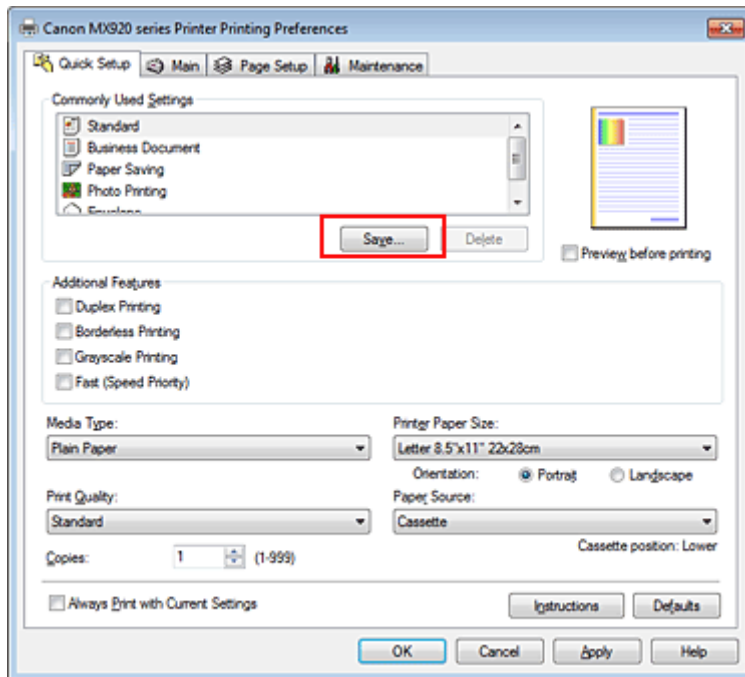 Canon MX920 series Printer Printing Preferences
Quick Setup Main Page Setup Maintenance
Commonly Used Settings
Standard
Business Document
Paper Saving
Photo Printing
Envelope
Save... Delete
Preview before printing
Additional Features
Duplex Printing
Borderless Printing
Grayscale Printing
Fast (Speed Priority)
Media Type: Printer Paper Size:
Plain Paper Letter 8.5"x11" 22x28cm
Orientation: Portrait Landscape
Print Quality: Paper Source:
Standard Cassette
Cassette position: Lower
Copies: 1 (1-999)
Always Print with Current Settings Instructions Defaults
OK Cancel Apply Help